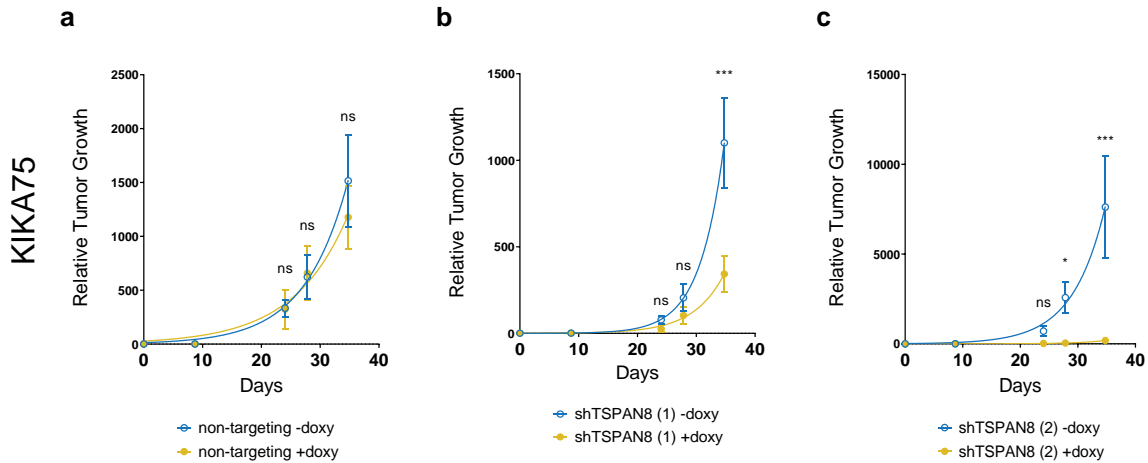 a
b
c
KIKA75
Relative Tumor Growth
2500
2000
1500
1000
500
0
ns
ns
ns
0 10 20 30 40
Days
non-targeting -doxy
non-targeting +doxy
Relative Tumor Growth
1500
1000
500
0
ns
ns
***
0 10 20 30 40
Days
shTSPAN8 (1) -doxy
shTSPAN8 (1) +doxy
Relative Tumor Growth
15000
10000
5000
0
ns
*
***
0 10 20 30 40
Days
shTSPAN8 (2) -doxy
shTSPAN8 (2) +doxy